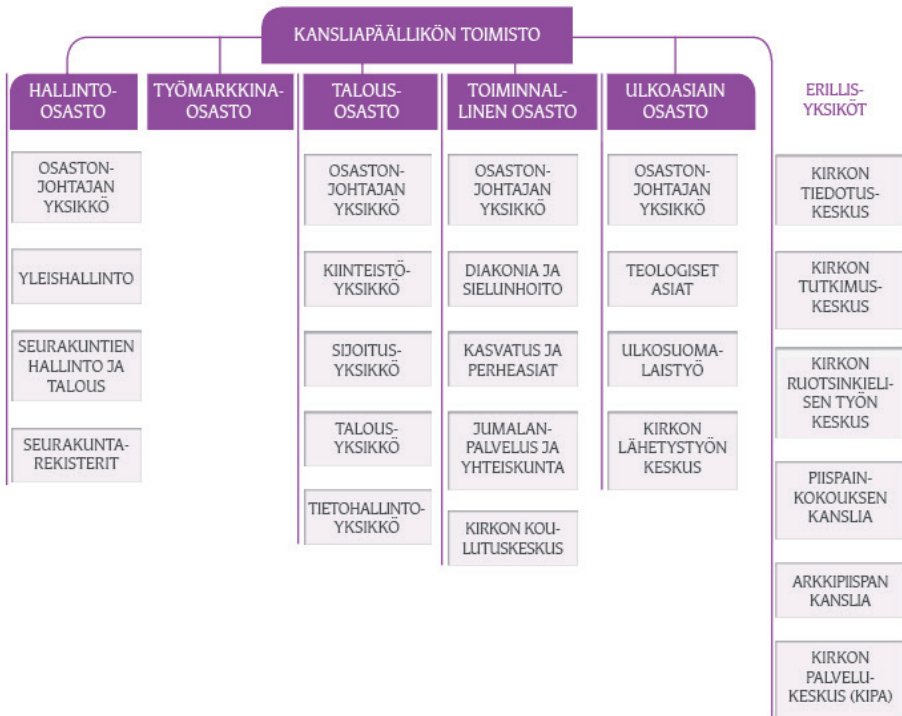 KANSLIAPÄÄLLIKÖN TOIMISTO
HALLINTO-
OSASTO
OSASTON-
JOHTAJAN
YKSIKKÖ
YLEISHALLINTO
SEURAKUNTIEN
HALLINTO JA
TALOUS
SEURAKUNTA-
REKISTERIT
TYÖMARKKINA-
OSASTO
TALOUS-
OSASTO
OSASTON-
JOHTAJAN
YKSIKKÖ
KIINTEISTÖ-
YKSIKKÖ
SIJOITUS-
YKSIKKÖ
TALOUS-
YKSIKKÖ
TIETOHALLINTO-
YKSIKKÖ
TOIMINNAL-
LINEN OSASTO
OSASTON-
JOHTAJAN
YKSIKKÖ
DIAKONIA JA
SIELUNHOITO
KASVATUS JA
PERHEASIAT
JUMALAN-
PALVELUS JA
YHTEISKUNTA
KIRKON KOU-
LUTUSKESKUS
ULKOASIAIN
OSASTO
OSASTON-
JOHTAJAN
YKSIKKÖ
TEOLOGISET
ASIAT
ULKOSUOMA-
LAISTYÖ
KIRKON
LÄHETYSTYÖN
KESKUS
ERILLIS-
YKSIKÖT
KIRKON
TIEDOTUS-
KESKUS
KIRKON
TUTKIMUS-
KESKUS
KIRKON
RUOTSINKIELI-
SEN TYÖN
KESKUS
PIISPAIN-
KOKOUKSEN
KANSLIA
ARKKIPIISPAN
KANSLIA
KIRKON
PALVELU-
KESKUS (KIPA)